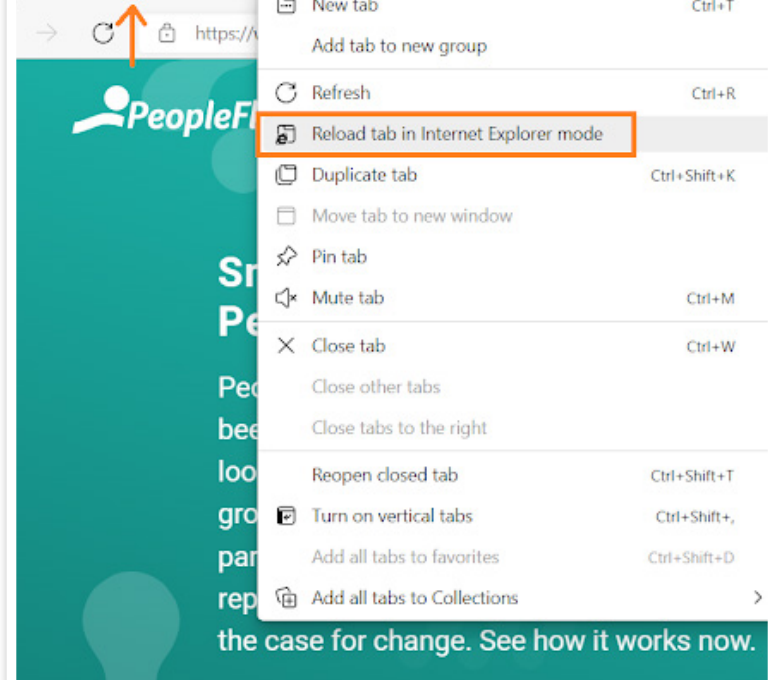 New tab Ctrl+T
https://
Add tab to new group
Refresh Ctrl+R
PeopleFl
Reload tab in Internet Explorer mode
Duplicate tab Ctrl+Shift+K
Move tab to new window
Pin tab
Mute tab Ctrl+M
Close tab Ctrl+W
Close other tabs
Close tabs to the right
Reopen closed tab Ctrl+Shift+T
Turn on vertical tabs Ctrl+Shift+,
Add all tabs to favorites Ctrl+Shift+D
Add all tabs to Collections
the case for change. See how it works now.